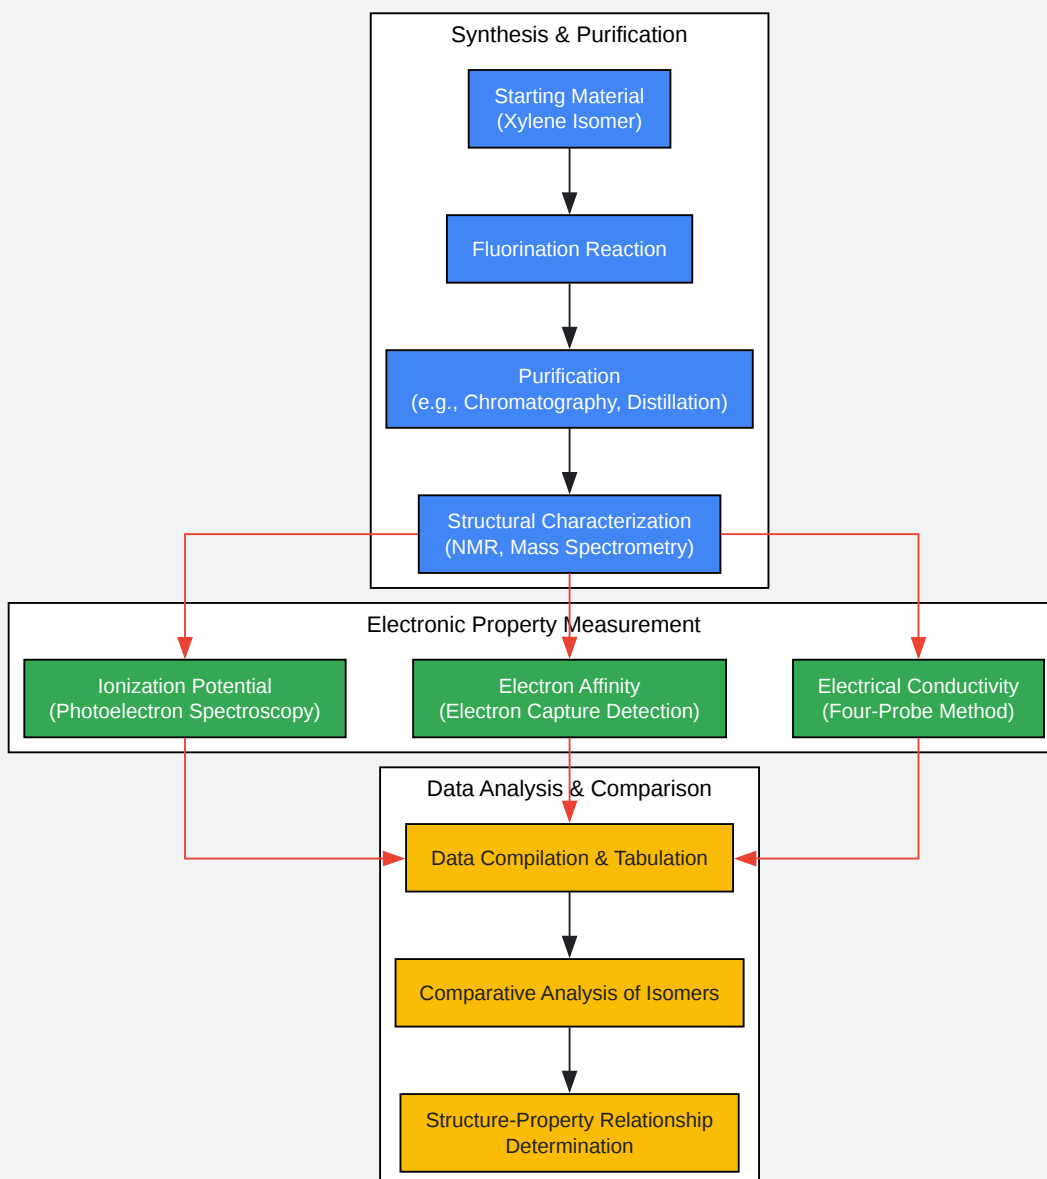 Synthesis & Purification
Starting Material
(Xylene Isomer)
Fluorination Reaction
Purification
(e.g., Chromatography, Distillation)
Structural Characterization
(NMR, Mass Spectrometry)
Electronic Property Measurement
Ionization Potential
(Photoelectron Spectroscopy)
Electron Affinity
(Electron Capture Detection)
Electrical Conductivity
(Four-Probe Method)
Data Analysis & Comparison
Data Compilation & Tabulation
Comparative Analysis of Isomers
Structure-Property Relationship
Determination